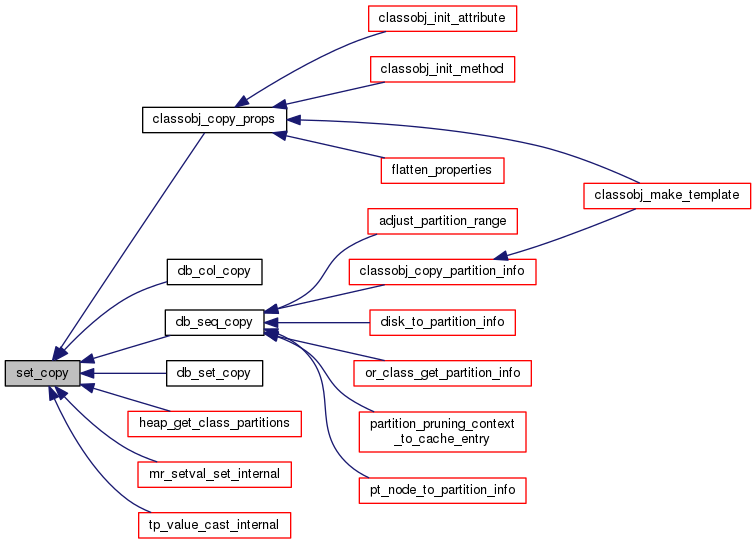 classobj_init_attribute
classobj_init_method
classobj_copy_props
flatten_properties
classobj_make_template
adjust_partition_range
db_col_copy
classobj_copy_partition_info
db_seq_copy
disk_to_partition_info
set_copy
db_set_copy
or_class_get_partition_info
heap_get_class_partitions
partition_pruning_context
_to_cache_entry
mr_setval_set_internal
pt_node_to_partition_info
tp_value_cast_internal